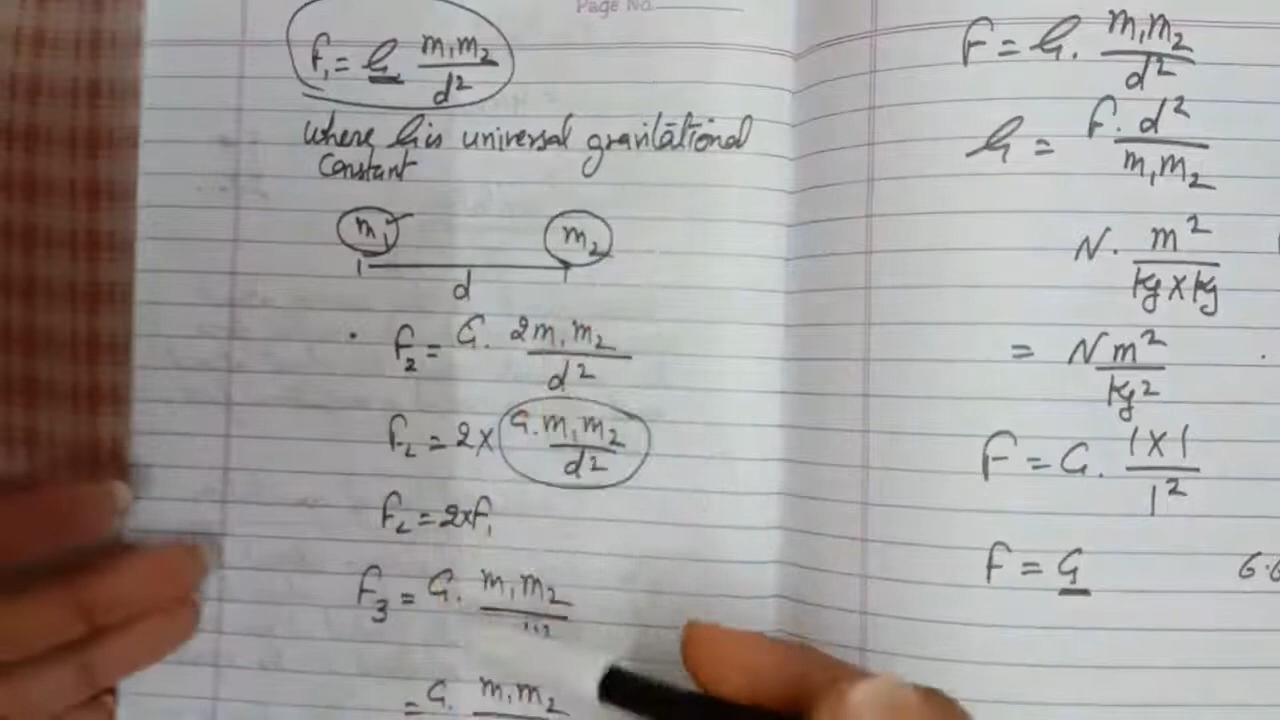 Page No.
F₁ = G m₁m₂/d²
where G is universal gravitational
constant
m₁ m₂
d
F₂ = G. 2m₁m₂/d²
F₂ = 2× G.m₁m₂/d²
F₂ = 2×F₁
F₃ = G. m₁m₂
= G. m₁m₂
F = G. m₁m₂/d²
G = F.d²/m₁m₂
N. m²/kg×kg
= Nm²/kg²
F = G. 1×1/1²
F = G